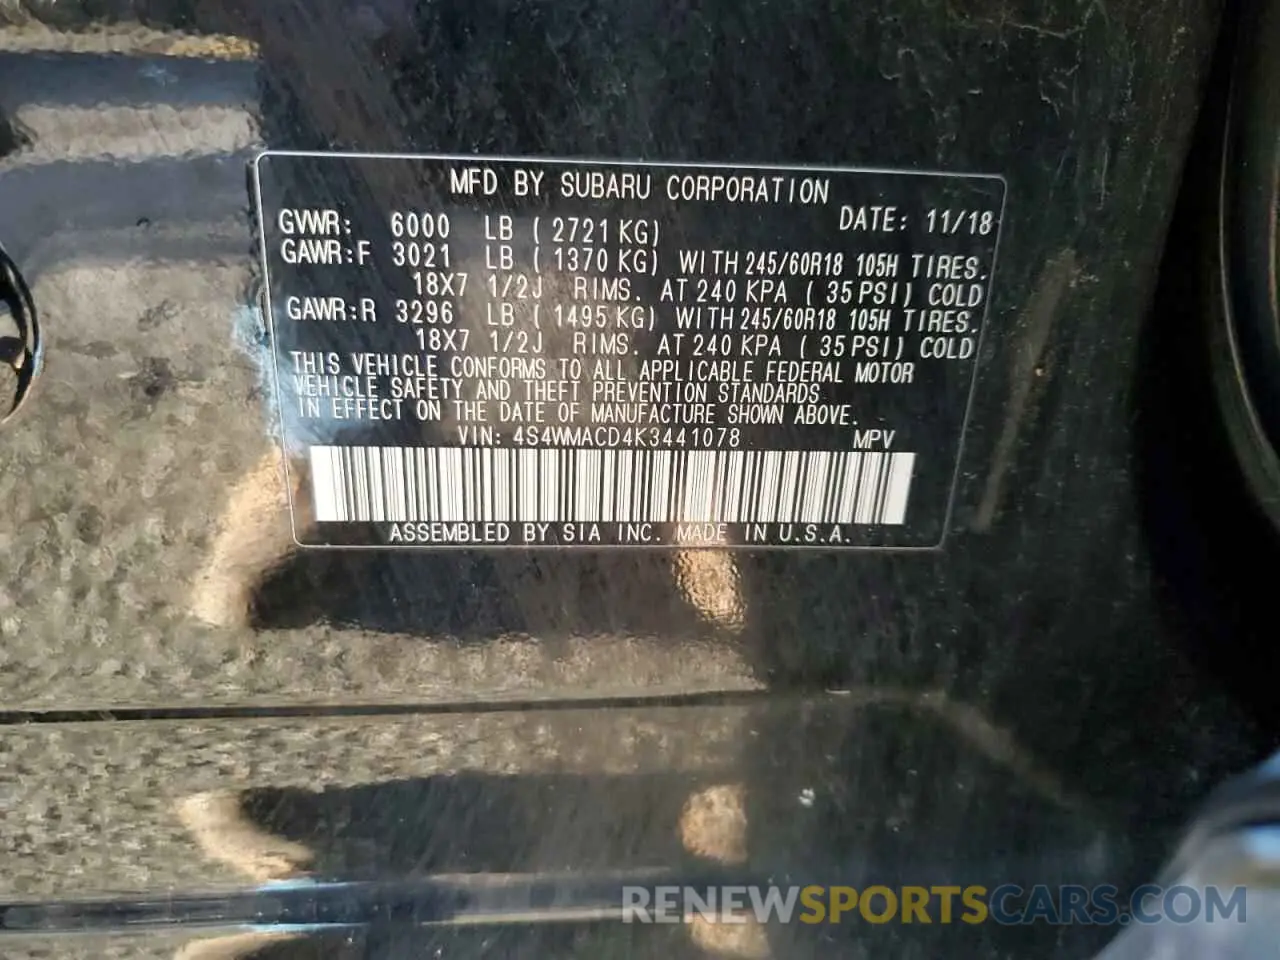 MFD BY SUBARU CORPORATION
GVWR: 6000 LB ( 2721 KG) DATE: 11/18
GAWR:F 3021 LB ( 1370 KG) WITH 245/60R18 105H TIRES.
18X7 1/2J RIMS. AT 240 KPA ( 35 PSI) COLD
GAWR:R 3296 LB ( 1495 KG) WITH 245/60R18 105H TIRES.
18X7 1/2J RIMS. AT 240 KPA ( 35 PSI) COLD
THIS VEHICLE CONFORMS TO ALL APPLICABLE FEDERAL MOTOR
VEHICLE SAFETY AND THEFT PREVENTION STANDARDS
IN EFFECT ON THE DATE OF MANUFACTURE SHOWN ABOVE.
VIN: 4S4WMACD4K3441078 MPV
ASSEMBLED BY SIA INC. MADE IN U.S.A.
RENEWSPORTSCARS.COM